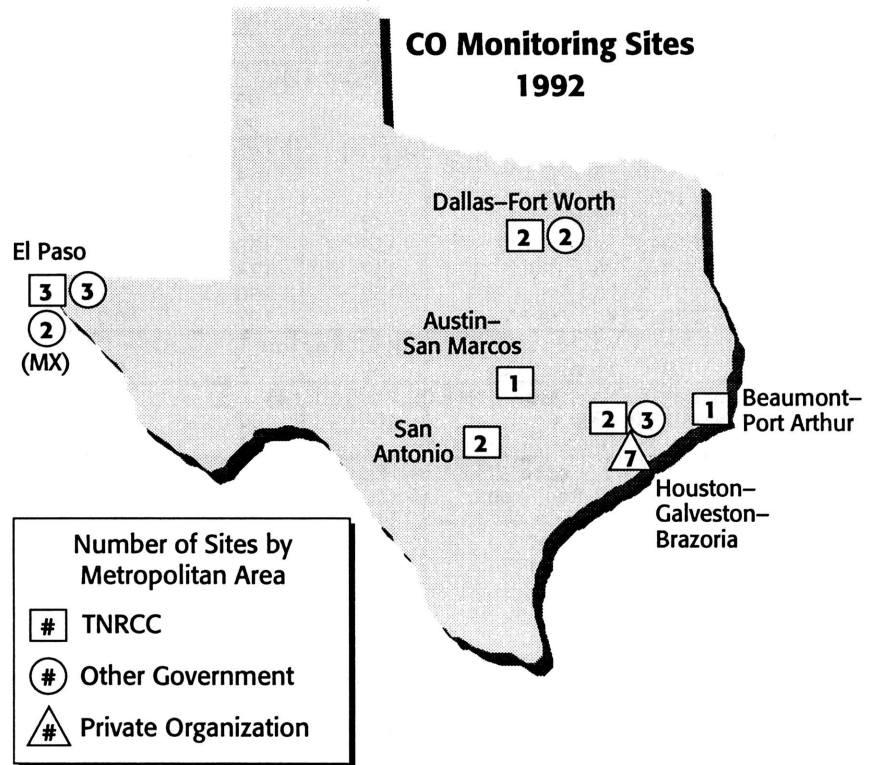 CO Monitoring Sites
1992
Dallas–Fort Worth
2 2
El Paso
3 3
2
(MX)
Austin–
San Marcos
1
San
Antonio
2
2 3
7
Houston–
Galveston–
Brazoria
1
Beaumont–
Port Arthur
Number of Sites by
Metropolitan Area
# TNRCC
# Other Government
# Private Organization